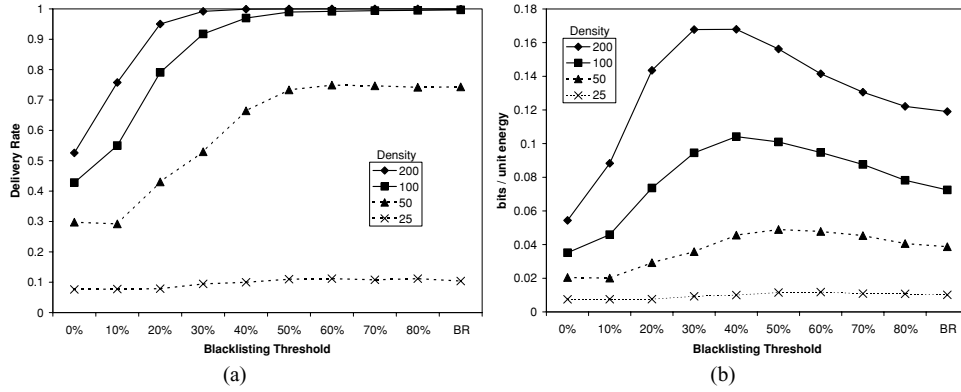 1
0.9
0.8
0.7
0.6
0.5
0.4
0.3
0.2
0.1
0
Delivery Rate
Density
200
100
50
25
0% 10% 20% 30% 40% 50% 60% 70% 80% BR
Blacklisting Threshold
(a)
0.18
0.16
0.14
0.12
0.1
0.08
0.06
0.04
0.02
0
bits / unit energy
Density
200
100
50
25
0% 10% 20% 30% 40% 50% 60% 70% 80% BR
Blacklisting Threshold
(b)